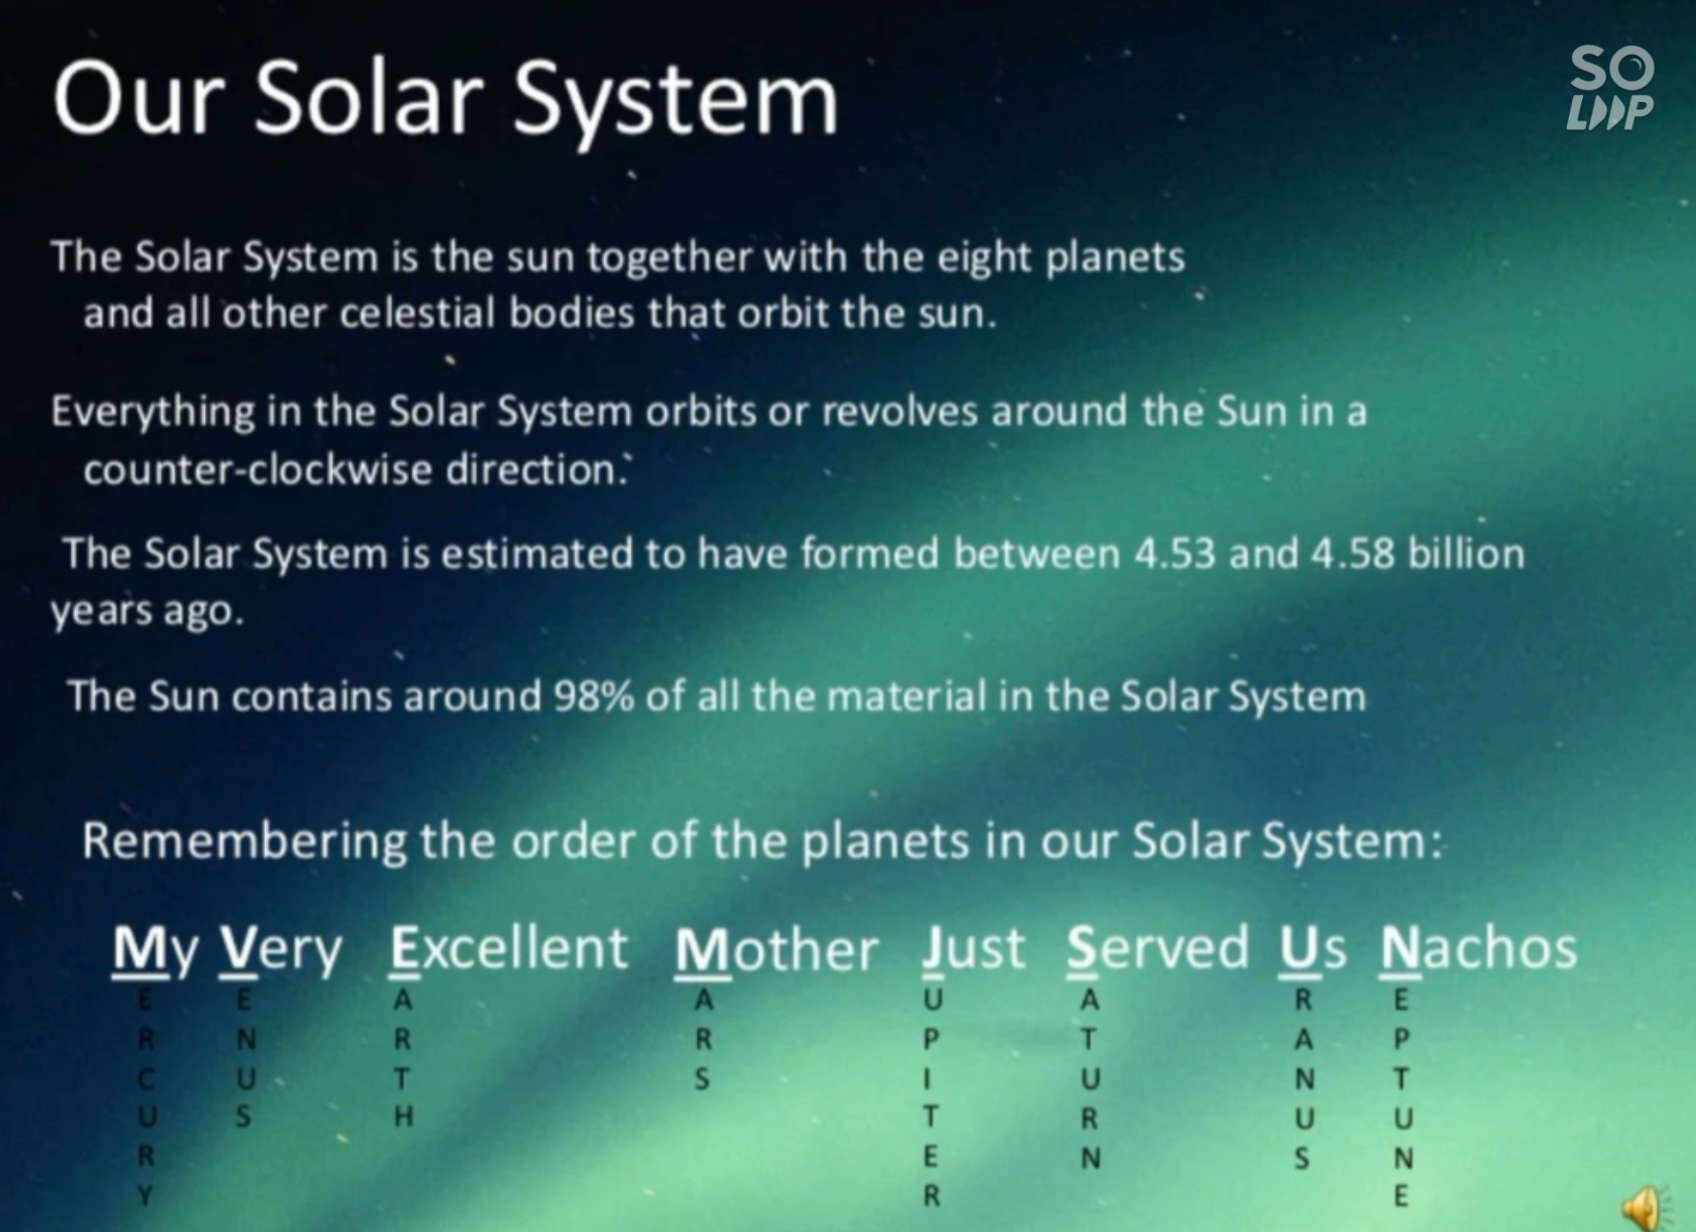 Our Solar System
SO
LOOP
The Solar System is the sun together with the eight planets
and all other celestial bodies that orbit the sun.
Everything in the Solar System orbits or revolves around the Sun in a
counter-clockwise direction.
The Solar System is estimated to have formed between 4.53 and 4.58 billion
years ago.
The Sun contains around 98% of all the material in the Solar System
Remembering the order of the planets in our Solar System:
My Very Excellent Mother Just Served Us Nachos
E E A A U A R E
R N R R P T A P
C U T S I U N T
U S H T R U U
R E N S N
Y R E